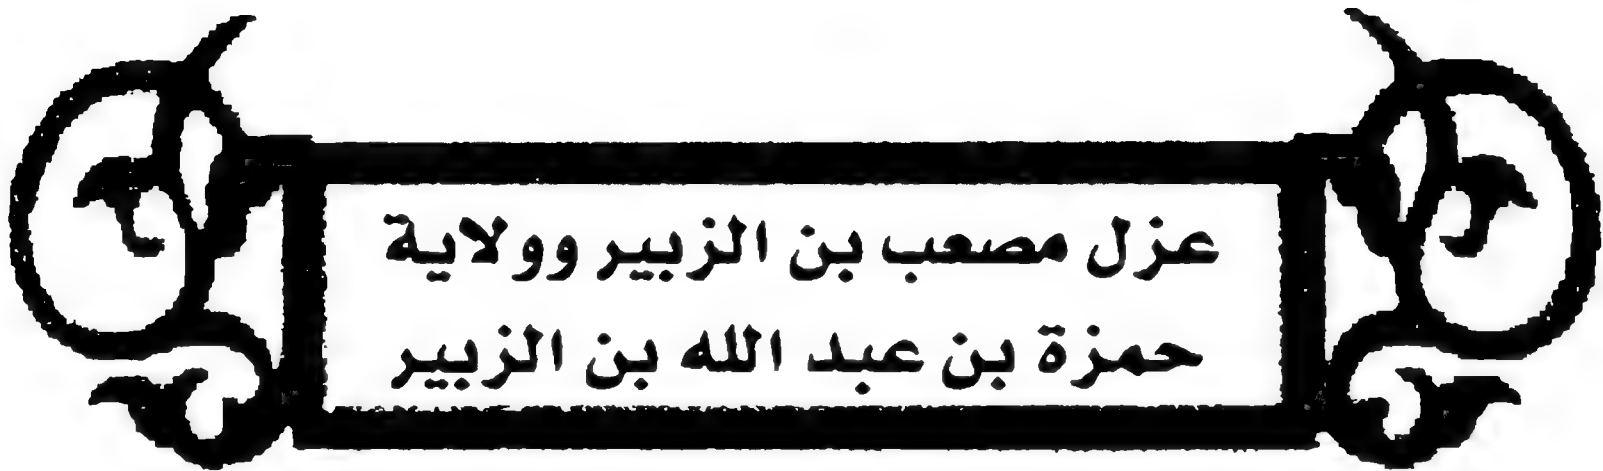 عزل مصعب بن الزبير وولاية
حمزة بن عبد الله بن الزبير